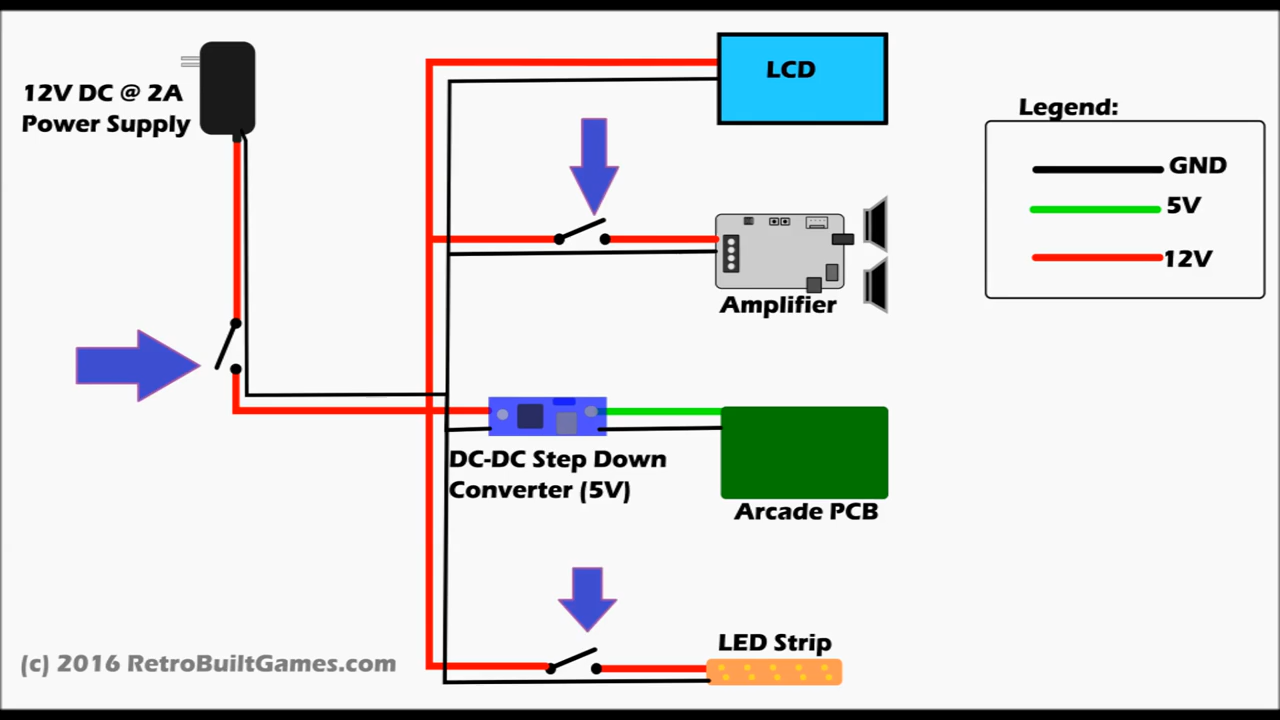 12V DC @ 2A
Power Supply
LCD
Legend:
GND
5V
12V
Amplifier
DC-DC Step Down
Converter (5V)
Arcade PCB
LED Strip
(c) 2016 RetroBuiltGames.com